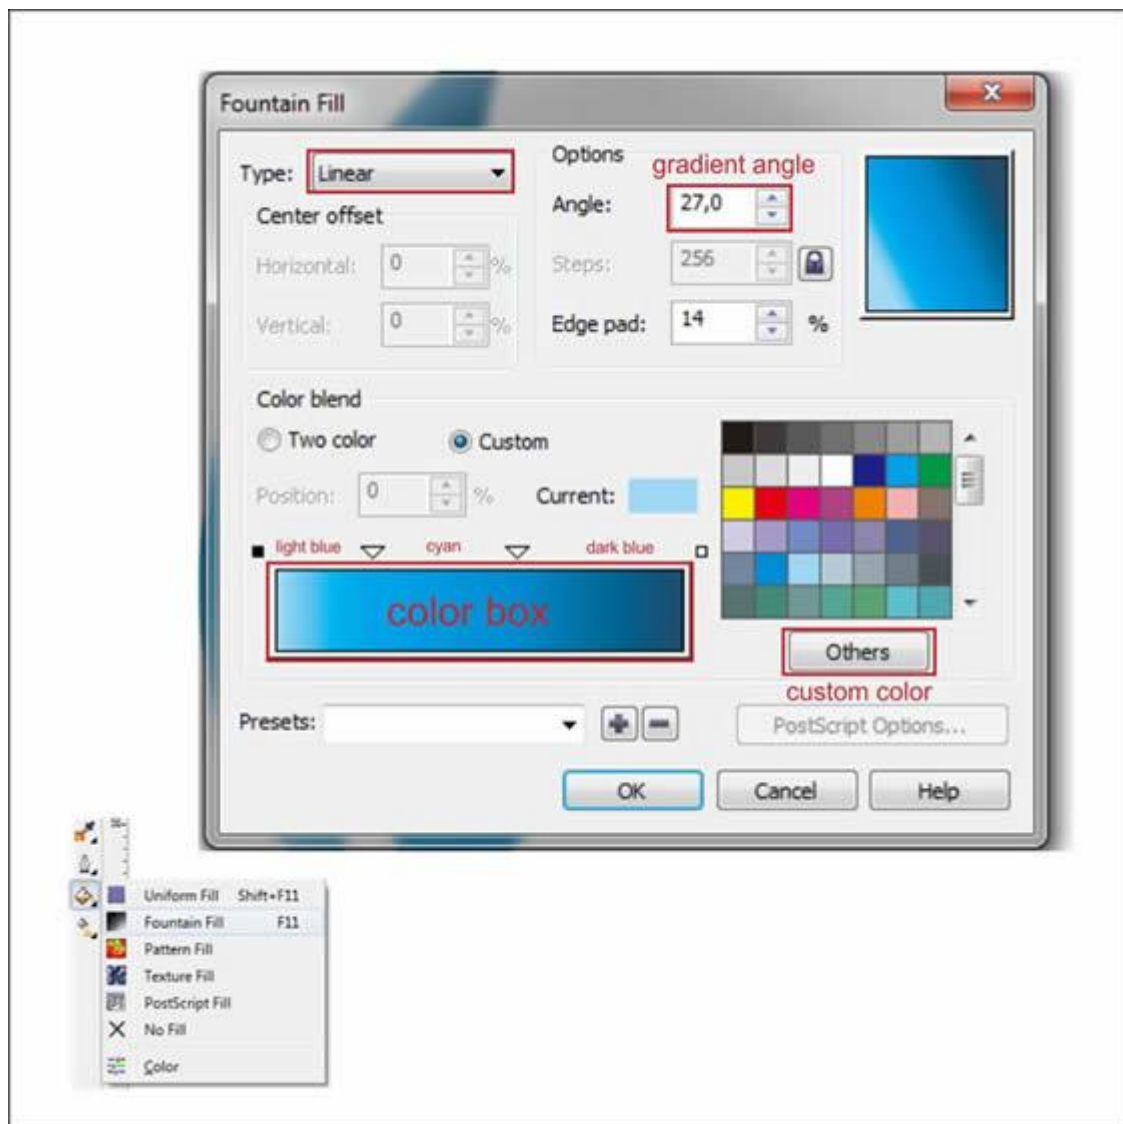 Fountain Fill
Type: Linear
Options
gradient angle
Angle: 27,0
Center offset
Horizontal: 0 %
Steps: 256
Vertical: 0 %
Edge pad: 14 %
Color blend
Two color Custom
Position: 0 % Current:
light blue cyan dark blue
color box
Others
custom color
Presets:
PostScript Options...
OK Cancel Help
Uniform Fill Shift+F11
Fountain Fill F11
Pattern Fill
Texture Fill
PostScript Fill
No Fill
Color